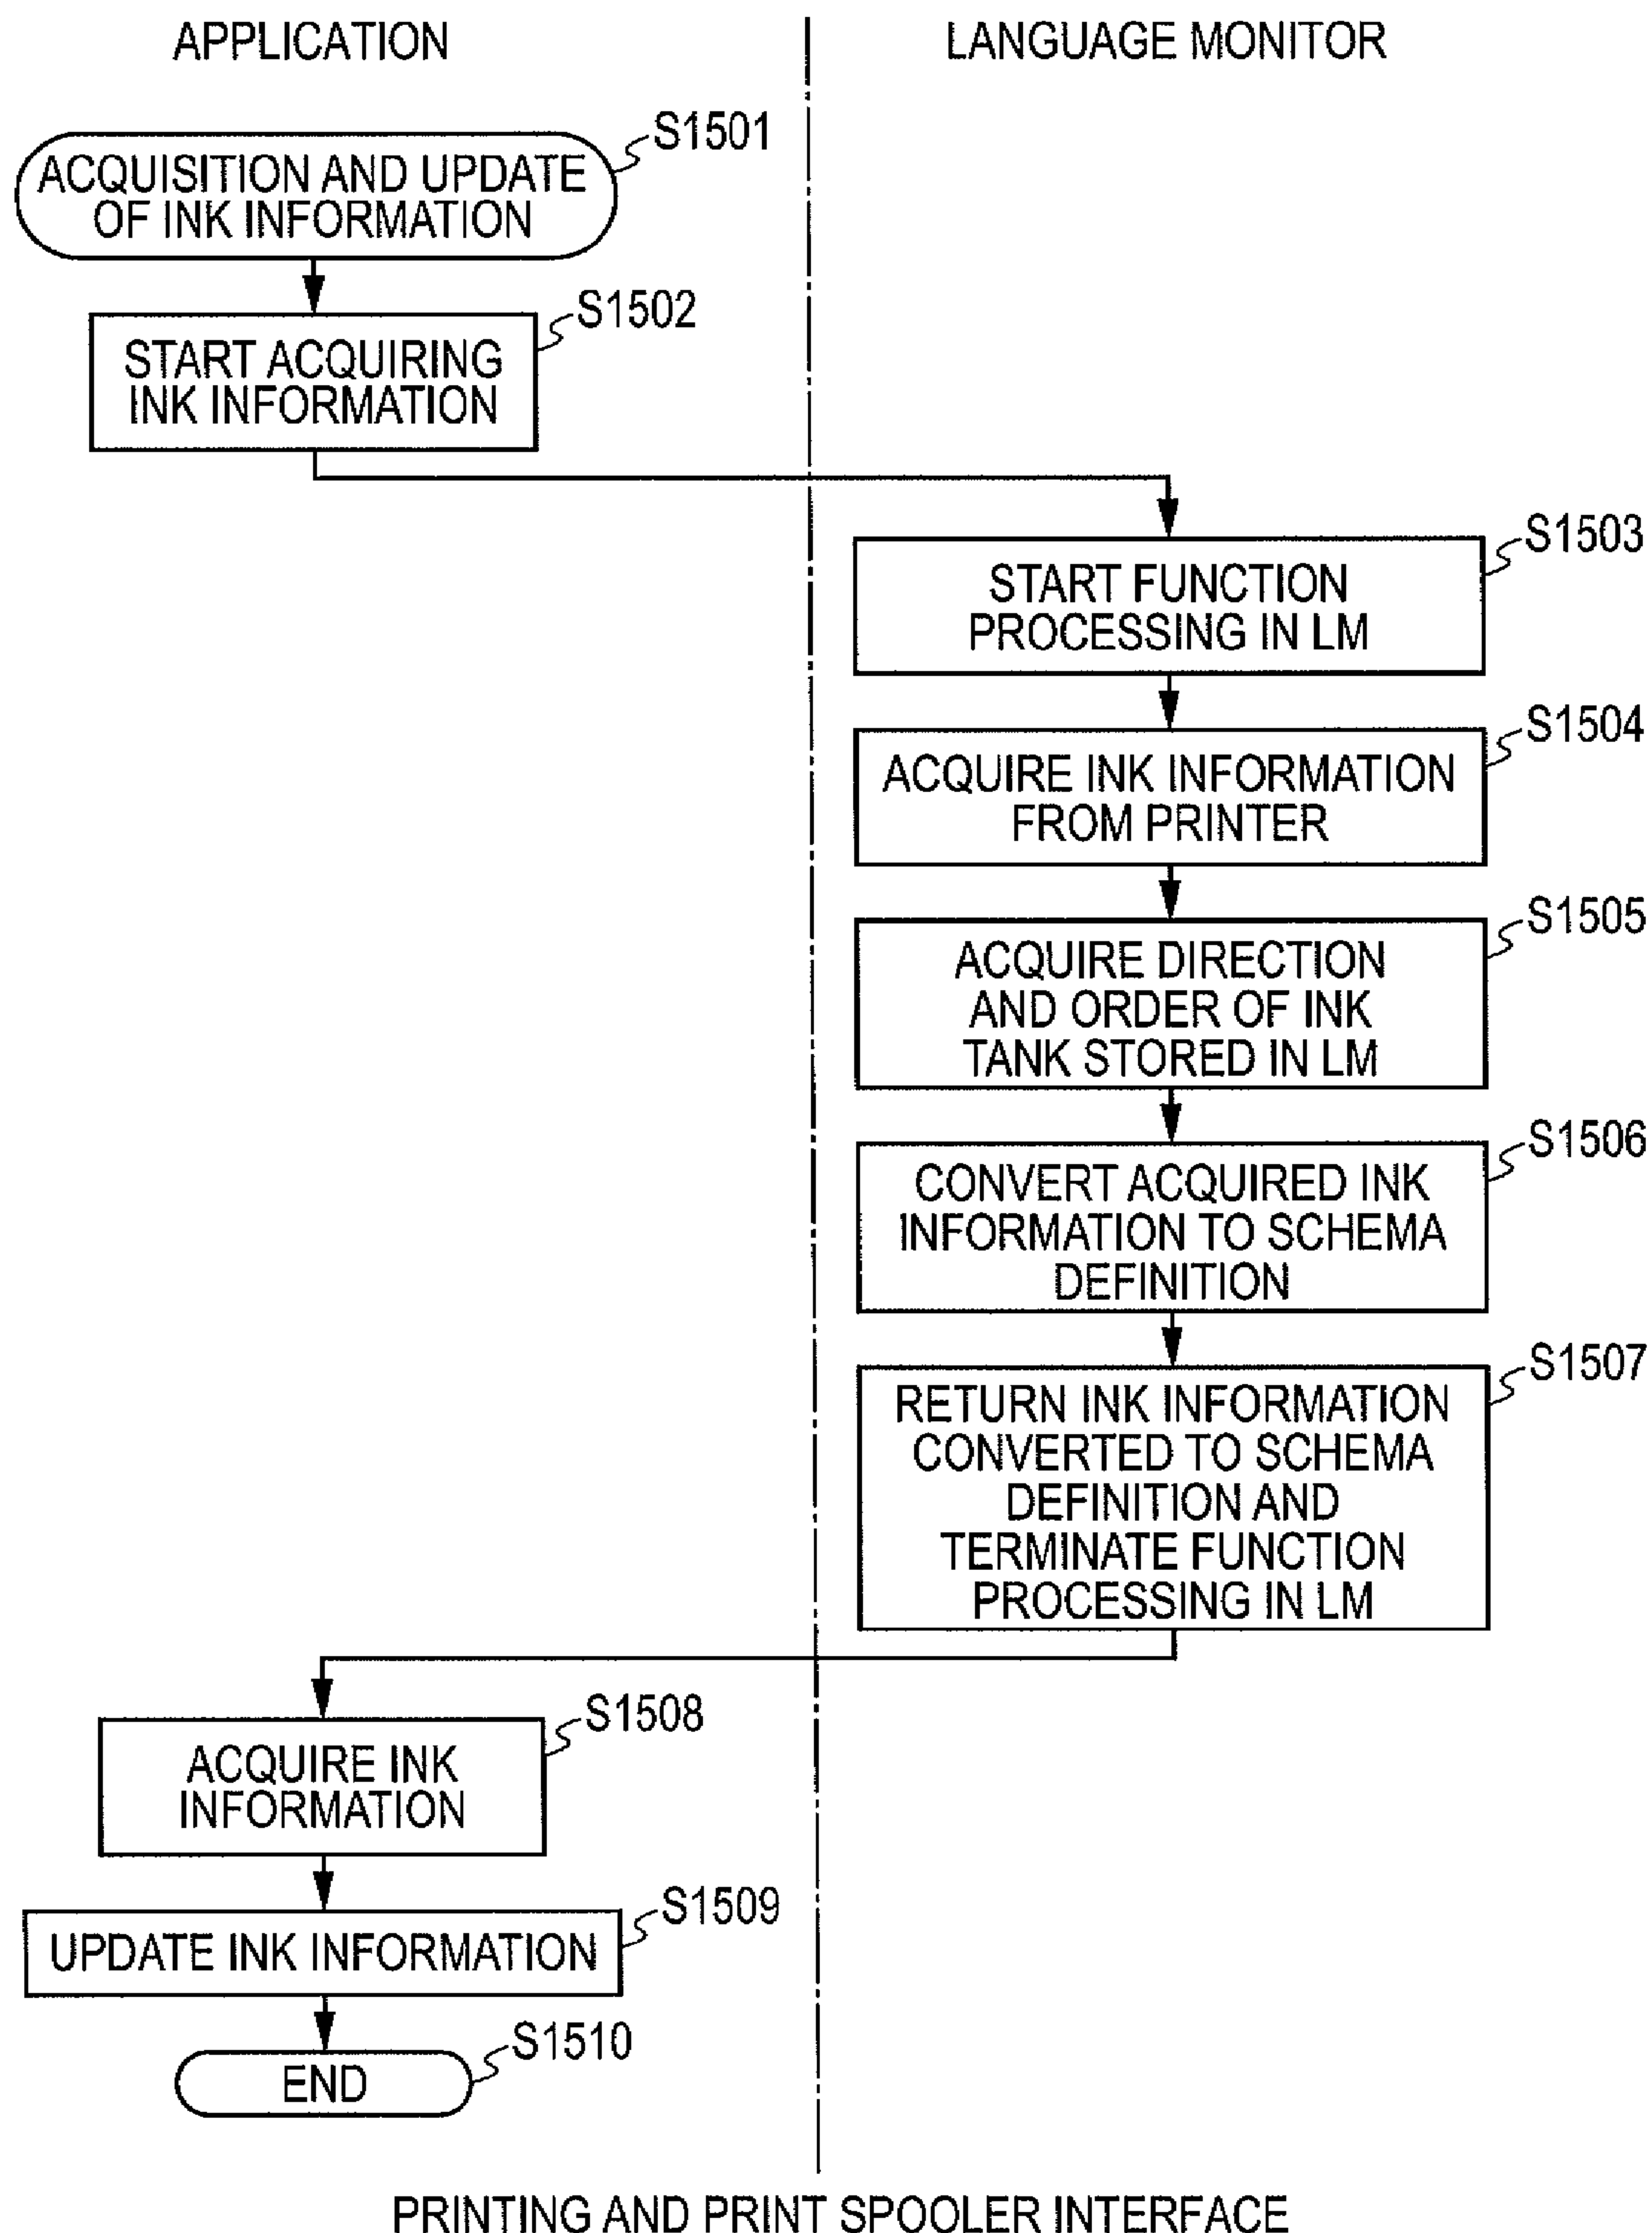 APPLICATION
LANGUAGE MONITOR
S1501
ACQUISITION AND UPDATE
OF INK INFORMATION
S1502
START ACQUIRING
INK INFORMATION
S1503
START FUNCTION
PROCESSING IN LM
S1504
ACQUIRE INK INFORMATION
FROM PRINTER
S1505
ACQUIRE DIRECTION
AND ORDER OF INK
TANK STORED IN LM
S1506
CONVERT ACQUIRED INK
INFORMATION TO SCHEMA
DEFINITION
S1507
RETURN INK INFORMATION
CONVERTED TO SCHEMA
DEFINITION AND
TERMINATE FUNCTION
PROCESSING IN LM
S1508
ACQUIRE INK
INFORMATION
S1509
UPDATE INK INFORMATION
S1510
END
PRINTING AND PRINT SPOOLER INTERFACE